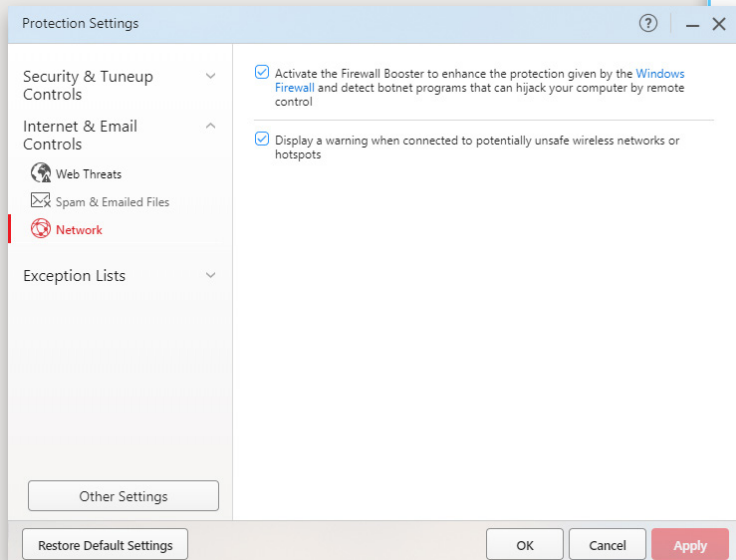 Protection Settings
?
Security & Tuneup
Controls
Internet & Email
Controls
Web Threats
Spam & Emailed Files
Network
Exception Lists
Other Settings
Activate the Firewall Booster to enhance the protection given by the Windows
Firewall and detect botnet programs that can hijack your computer by remote
control
Display a warning when connected to potentially unsafe wireless networks or
hotspots
Restore Default Settings
OK
Cancel
Apply